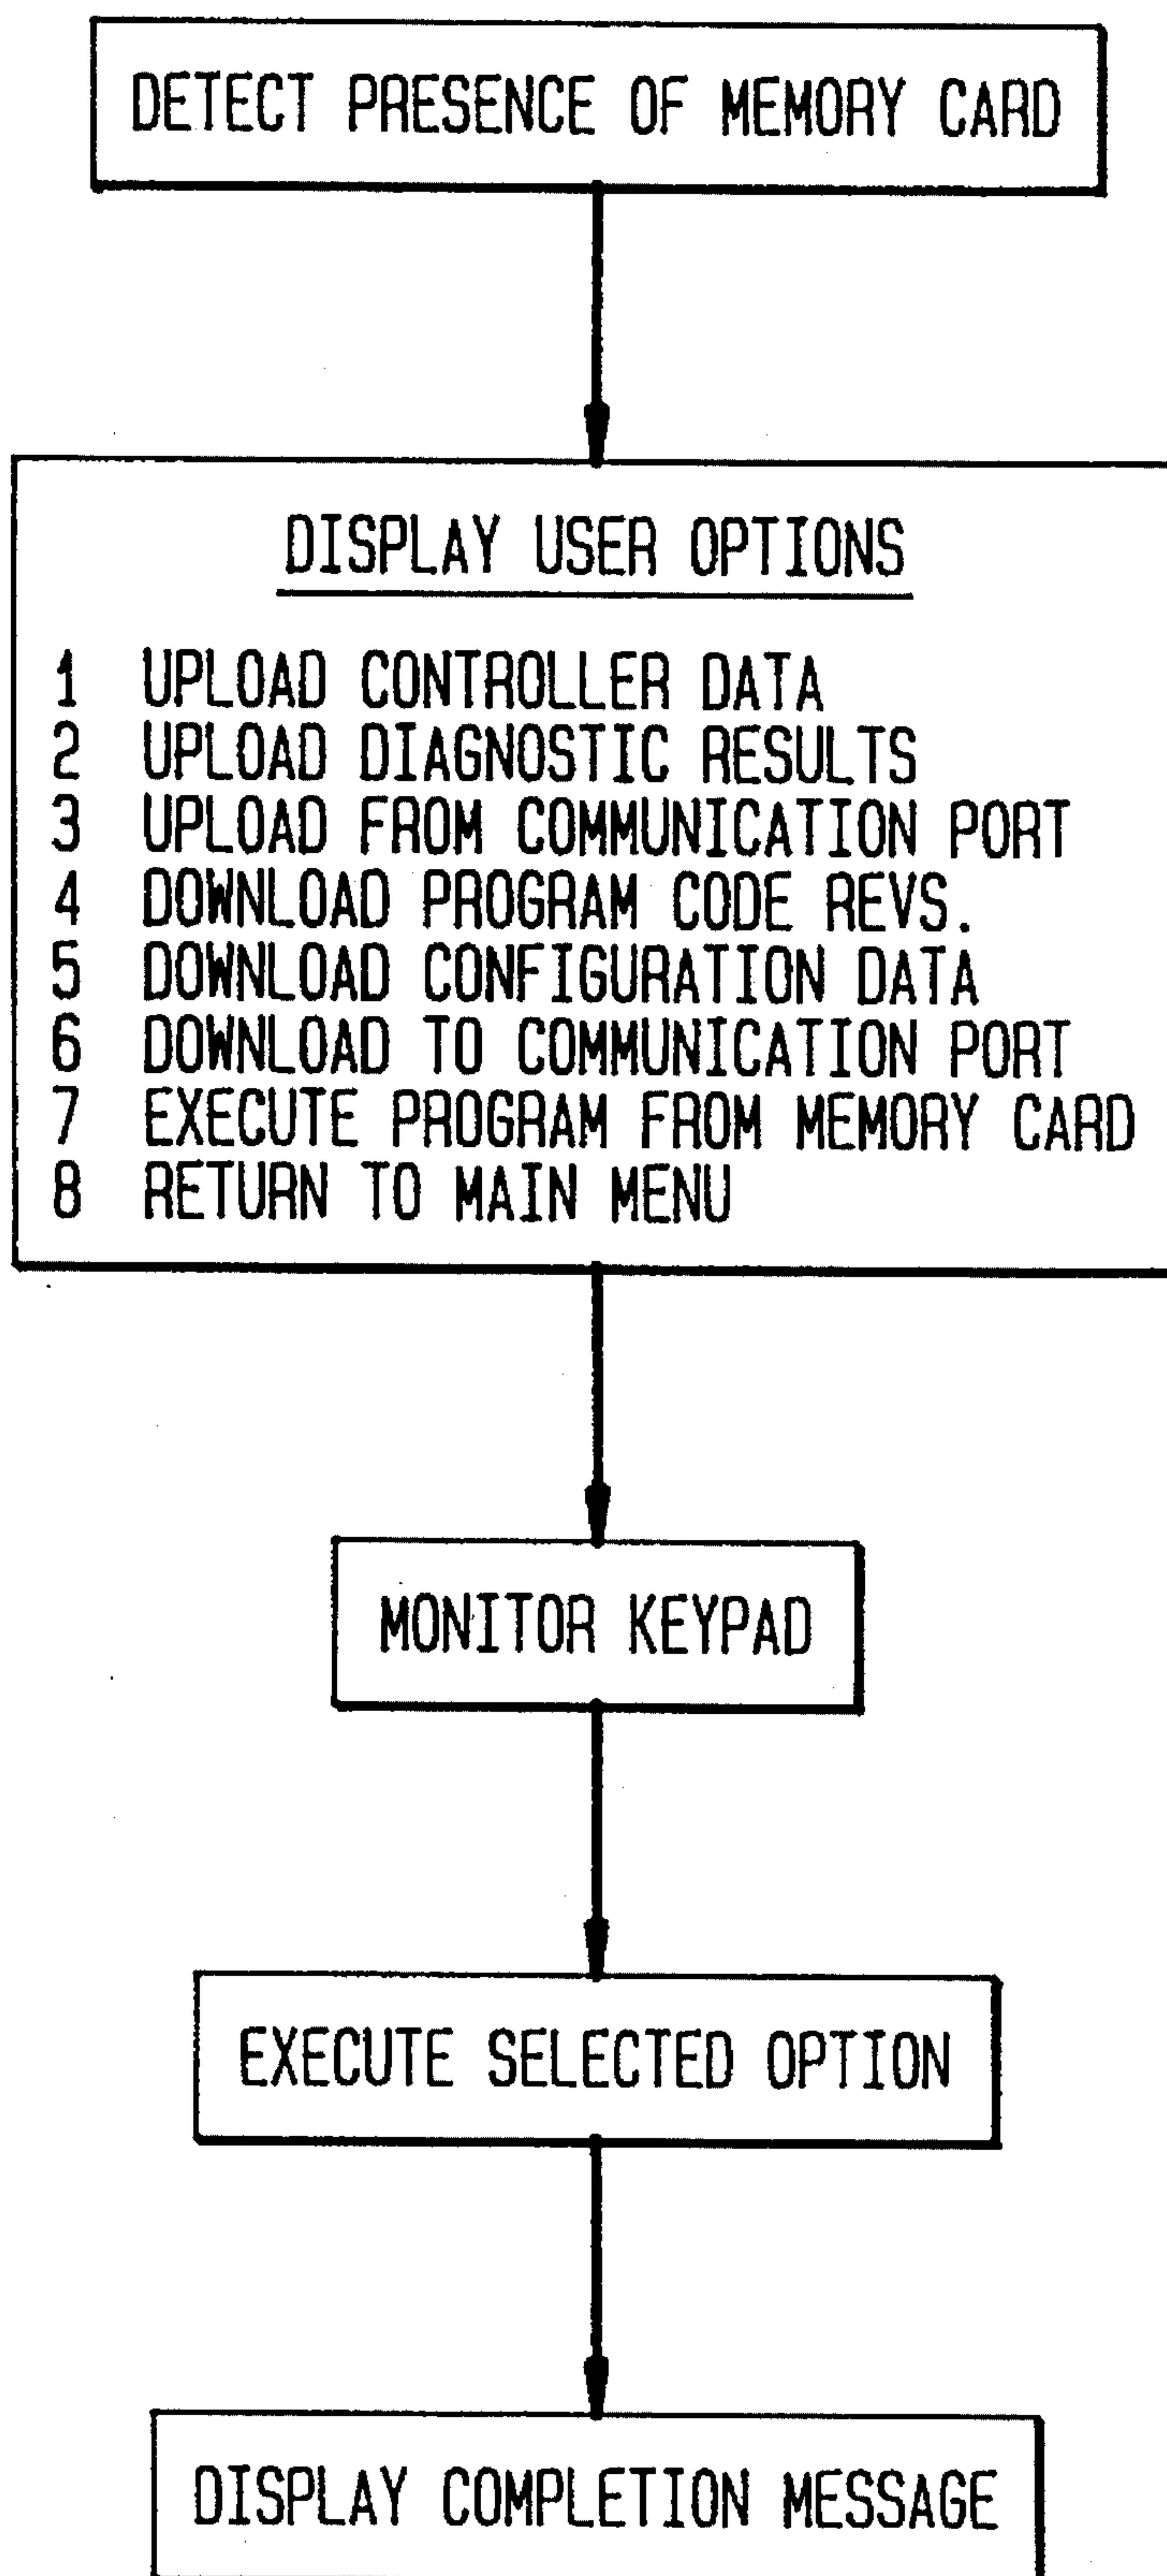 DETECT PRESENCE OF MEMORY CARD
DISPLAY USER OPTIONS
1 UPLOAD CONTROLLER DATA
2 UPLOAD DIAGNOSTIC RESULTS
3 UPLOAD FROM COMMUNICATION PORT
4 DOWNLOAD PROGRAM CODE REVS.
5 DOWNLOAD CONFIGURATION DATA
6 DOWNLOAD TO COMMUNICATION PORT
7 EXECUTE PROGRAM FROM MEMORY CARD
8 RETURN TO MAIN MENU
MONITOR KEYPAD
EXECUTE SELECTED OPTION
DISPLAY COMPLETION MESSAGE